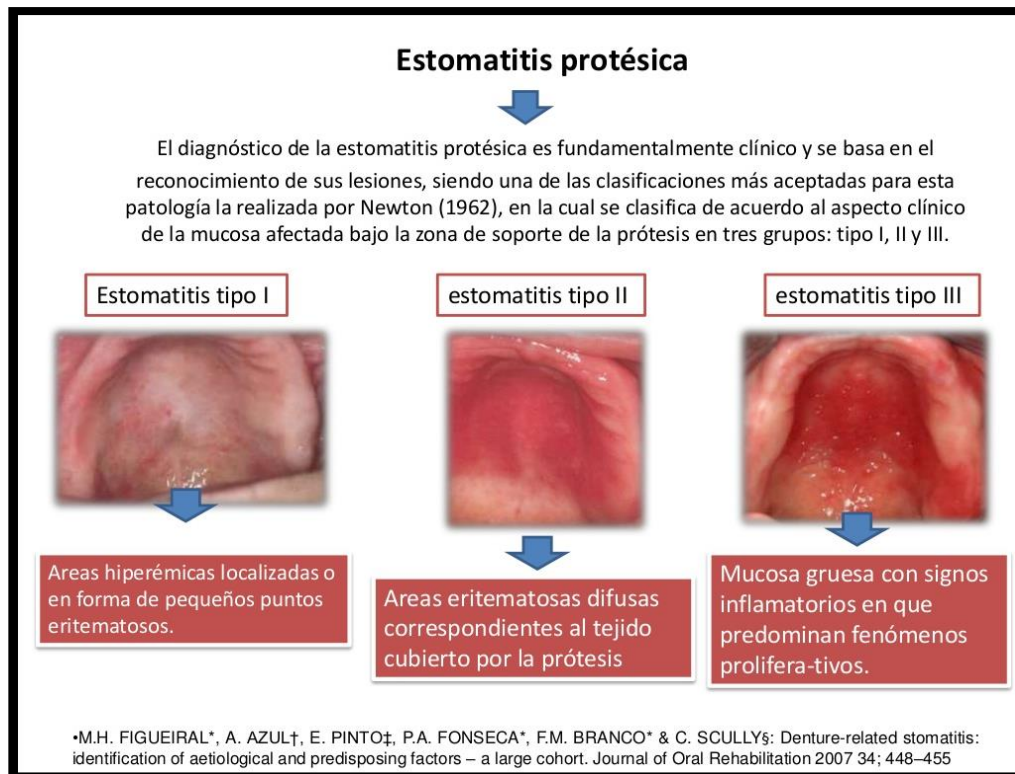 Estomatitis protésica
El diagnóstico de la estomatitis protésica es fundamentalmente clínico y se basa en el
reconocimiento de sus lesiones, siendo una de las clasificaciones más aceptadas para esta
patología la realizada por Newton (1962), en la cual se clasifica de acuerdo al aspecto clínico
de la mucosa afectada bajo la zona de soporte de la prótesis en tres grupos: tipo I, II y III.
Estomatitis tipo I
estomatitis tipo II
estomatitis tipo III
Areas hiperémicas localizadas o
en forma de pequeños puntos
eritematosos.
Areas eritematosas difusas
correspondientes al tejido
cubierto por la prótesis
Mucosa gruesa con signos
inflamatorios en que
predominan fenómenos
prolifera-tivos.
•M.H. FIGUEIRAL*, A. AZUL†, E. PINTO‡, P.A. FONSECA*, F.M. BRANCO* & C. SCULLY§: Denture-related stomatitis:
identification of aetiological and predisposing factors – a large cohort. Journal of Oral Rehabilitation 2007 34; 448–455